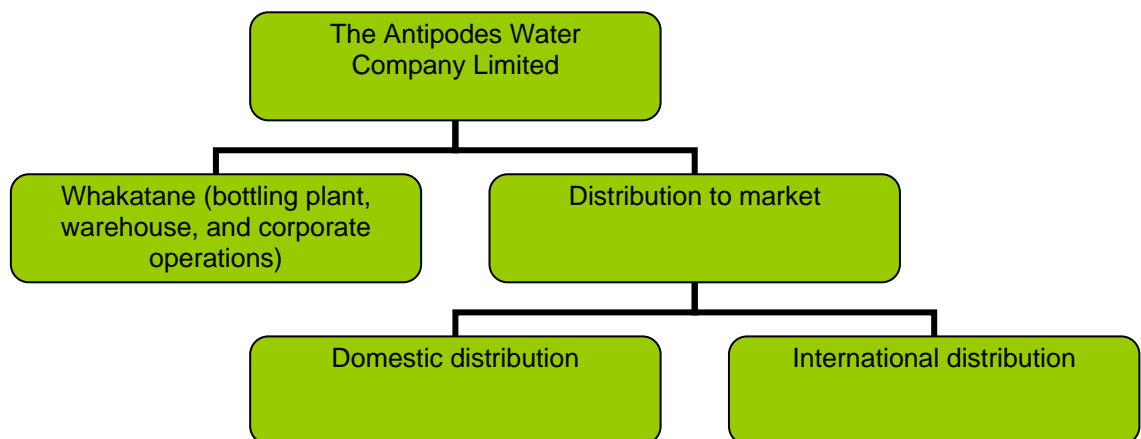 The Antipodes Water
Company Limited
Whakatane (bottling plant,
warehouse, and corporate
operations)
Distribution to market
Domestic distribution
International distribution